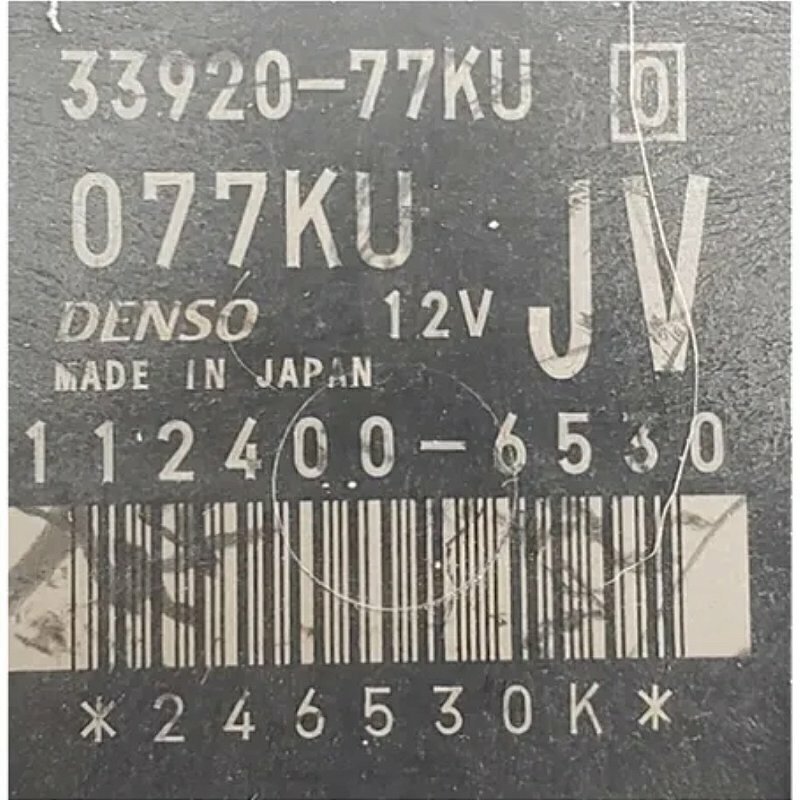 33920-77KU 0
077KU JV
DENSO 12V
MADE IN JAPAN
112400-6530
*246530K*